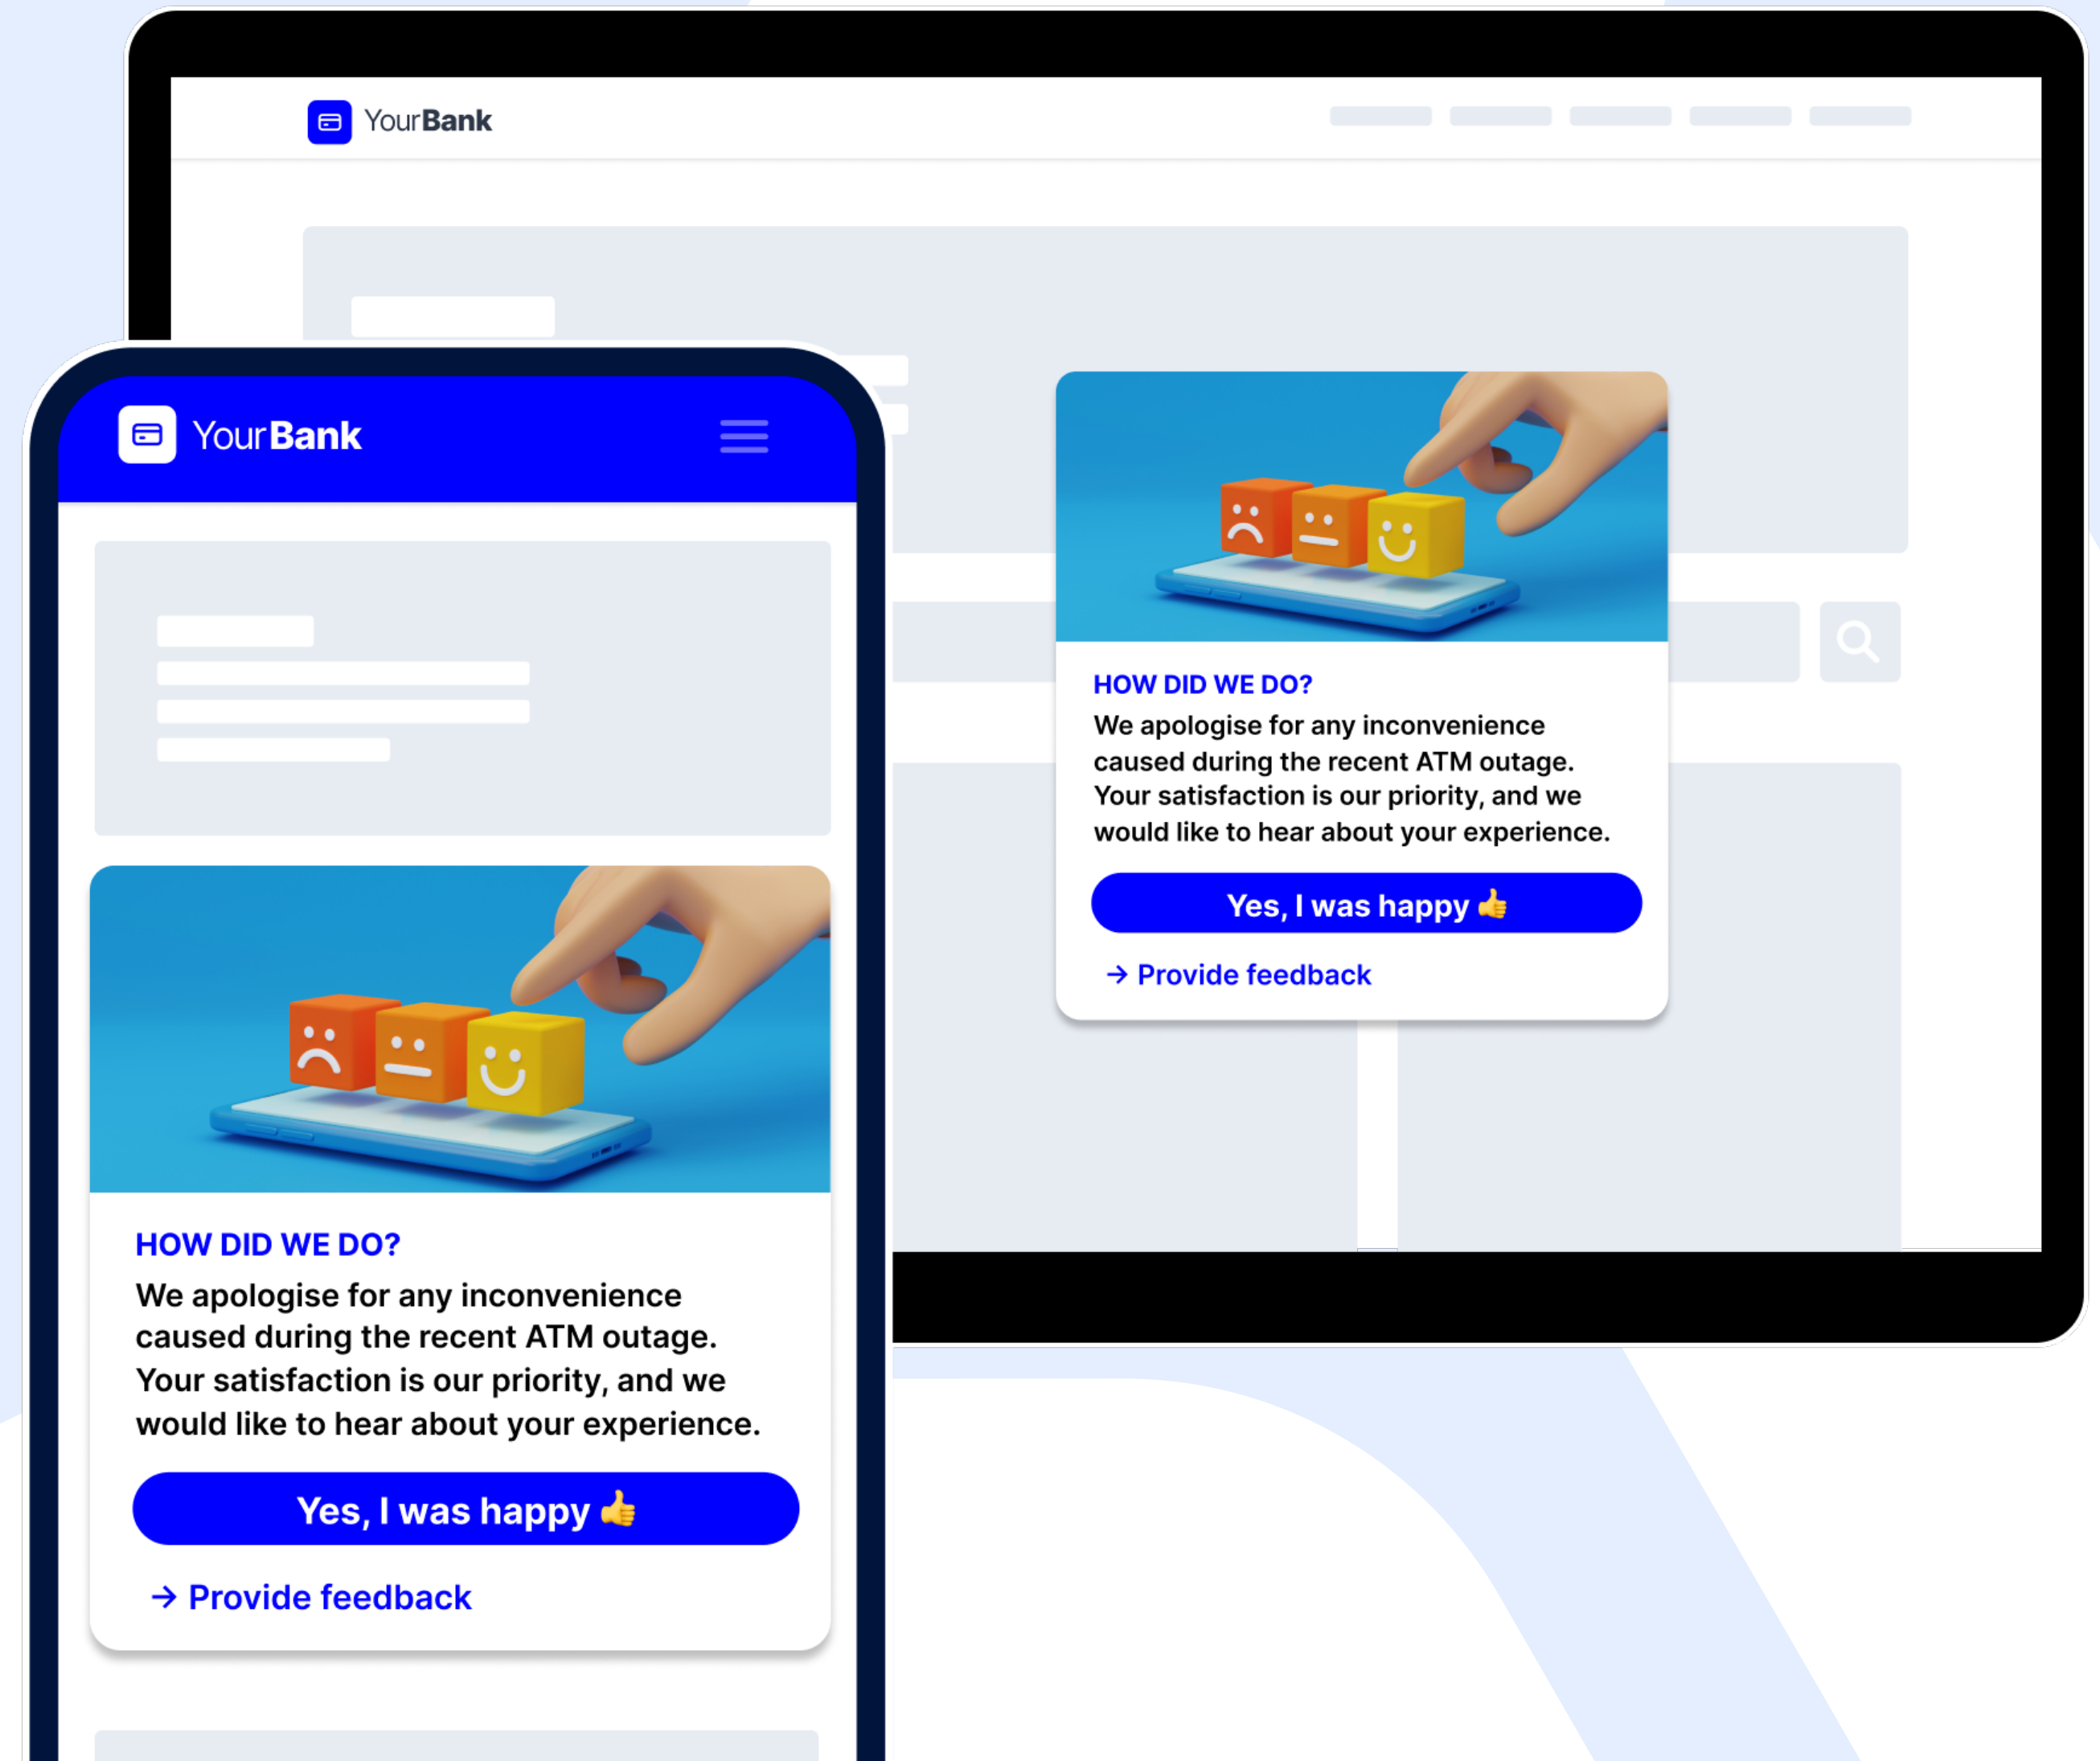 YourBank
YourBank
HOW DID WE DO?
We apologise for any inconvenience
caused during the recent ATM outage.
Your satisfaction is our priority, and we
would like to hear about your experience.
Yes, I was happy 👍
→ Provide feedback
HOW DID WE DO?
We apologise for any inconvenience
caused during the recent ATM outage.
Your satisfaction is our priority, and we
would like to hear about your experience.
Yes, I was happy 👍
→ Provide feedback